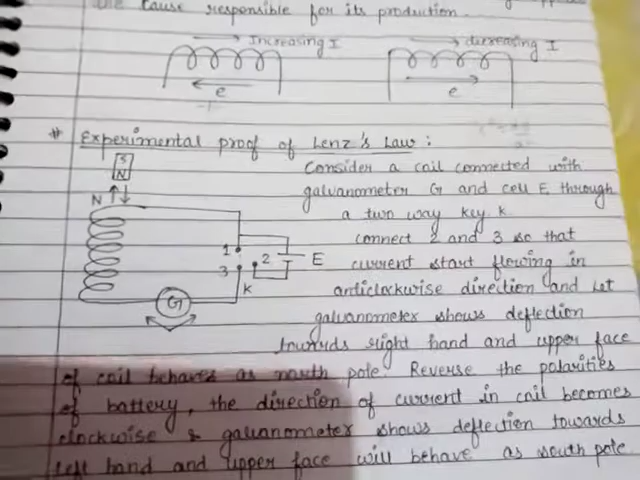 the cause responsible for its production.
Increasing I
decreasing I
e
e
* Experimental proof of Lenz's Law :
S
N
N
Consider a coil connected with
galvanometer G and cell E through
a two way key k
connect 2 and 3 so that
current start flowing in
anticlockwise direction and let
galvanometer shows deflection
towards right hand and upper face
of coil behaves as north pole. Reverse the polarities
of battery, the direction of current in coil becomes
clockwise & galvanometer shows deflection towards
left hand and upper face will behave as south pole
1
2
E
3
K
G